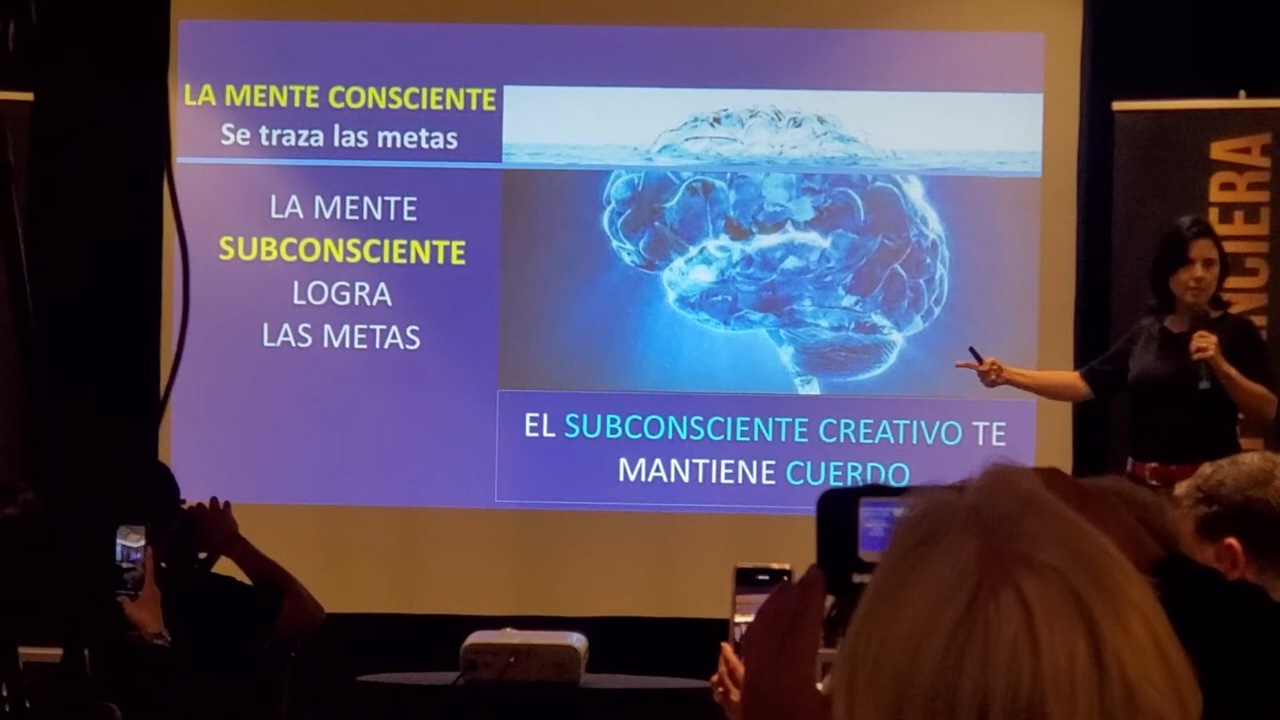 LA MENTE CONSCIENTE
Se traza las metas
LA MENTE
SUBCONSCIENTE
LOGRA
LAS METAS
EL SUBCONSCIENTE CREATIVO TE
MANTIENE CUERDO